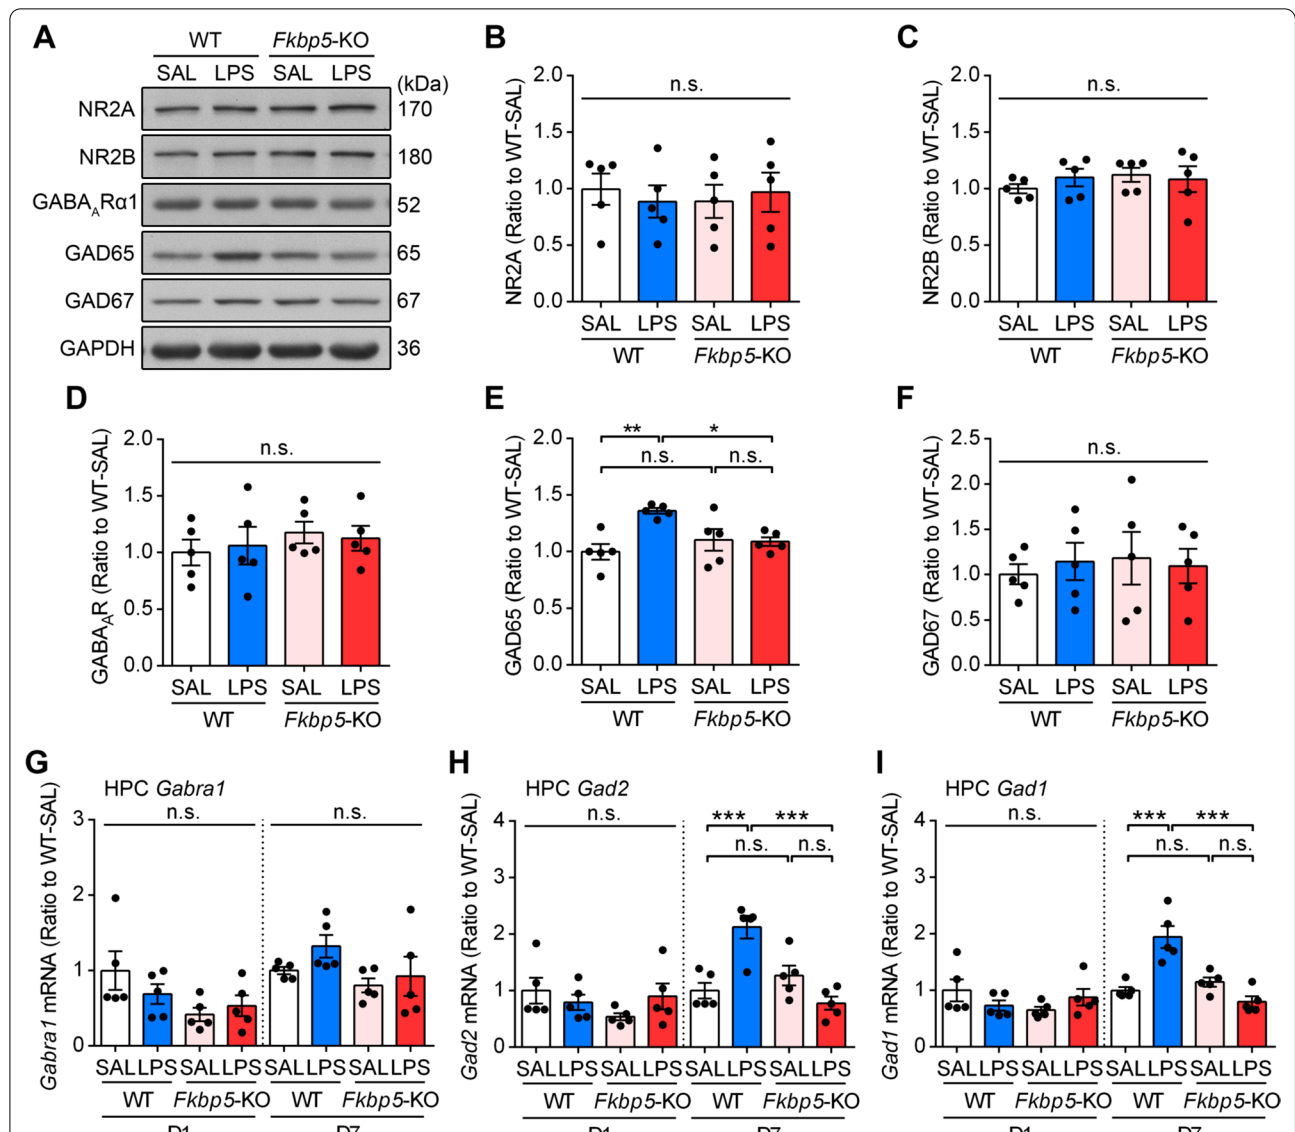 A
WT Fkbp5-KO
SAL LPS SAL LPS (kDa)
NR2A 170
NR2B 180
GABAARα1 52
GAD65 65
GAD67 67
GAPDH 36
B
NR2A (Ratio to WT-SAL)
n.s.
2.0
1.5
1.0
0.5
0.0
SAL LPS SAL LPS
WT Fkbp5-KO
C
NR2B (Ratio to WT-SAL)
n.s.
2.0
1.5
1.0
0.5
0.0
SAL LPS SAL LPS
WT Fkbp5-KO
D
GABAAR (Ratio to WT-SAL)
n.s.
2.0
1.5
1.0
0.5
0.0
SAL LPS SAL LPS
WT Fkbp5-KO
E
GAD65 (Ratio to WT-SAL)
** *
n.s. n.s.
2.0
1.5
1.0
0.5
0.0
SAL LPS SAL LPS
WT Fkbp5-KO
F
GAD67 (Ratio to WT-SAL)
n.s.
2.5
2.0
1.5
1.0
0.5
0.0
SAL LPS SAL LPS
WT Fkbp5-KO
G
HPC Gabra1
Gabra1 mRNA (Ratio to WT-SAL)
n.s. n.s.
3
2
1
0
SAL LPS SAL LPS SAL LPS SAL LPS
WT Fkbp5-KO WT Fkbp5-KO
D1 D7
H
HPC Gad2
Gad2 mRNA (Ratio to WT-SAL)
n.s. *** ***
n.s. n.s.
4
3
2
1
0
SAL LPS SAL LPS SAL LPS SAL LPS
WT Fkbp5-KO WT Fkbp5-KO
D1 D7
I
HPC Gad1
Gad1 mRNA (Ratio to WT-SAL)
n.s. *** ***
n.s. n.s.
4
3
2
1
0
SAL LPS SAL LPS SAL LPS SAL LPS
WT Fkbp5-KO WT Fkbp5-KO
D1 D7